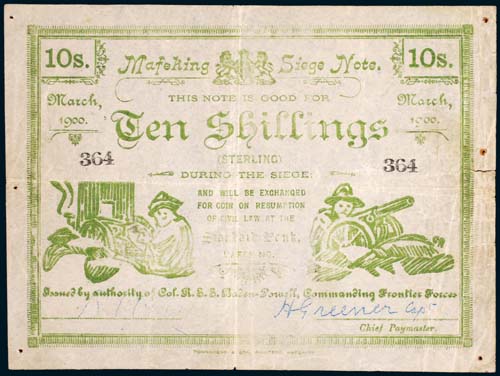 10s. Mafeking Siege Note. 10s.
March, 1900. THIS NOTE IS GOOD FOR March, 1900.
Ten Shillings
364 (STERLING) 364
DURING THE SIEGE:
AND WILL BE EXCHANGED
FOR COIN ON RESUMPTION
OF CIVIL LAW AT THE
Standard Bank,
MAFEKING.
Issued by authority of Col. R. S. S. Baden-Powell, Commanding Frontier Forces
H Greener Capt
Chief Paymaster.